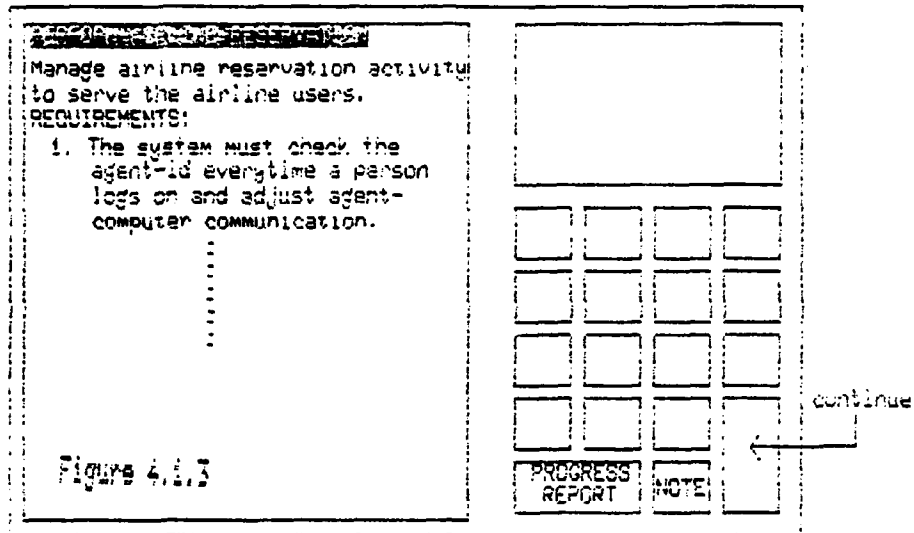 Manage airline reservation activity
to serve the airline users.
REQUIREMENTS:
1. The system must check the
agent-id everytime a person
logs on and adjust agent-
computer communication.
Figure 4.1.3
continue
PROGRESS
REPORT
NOTE